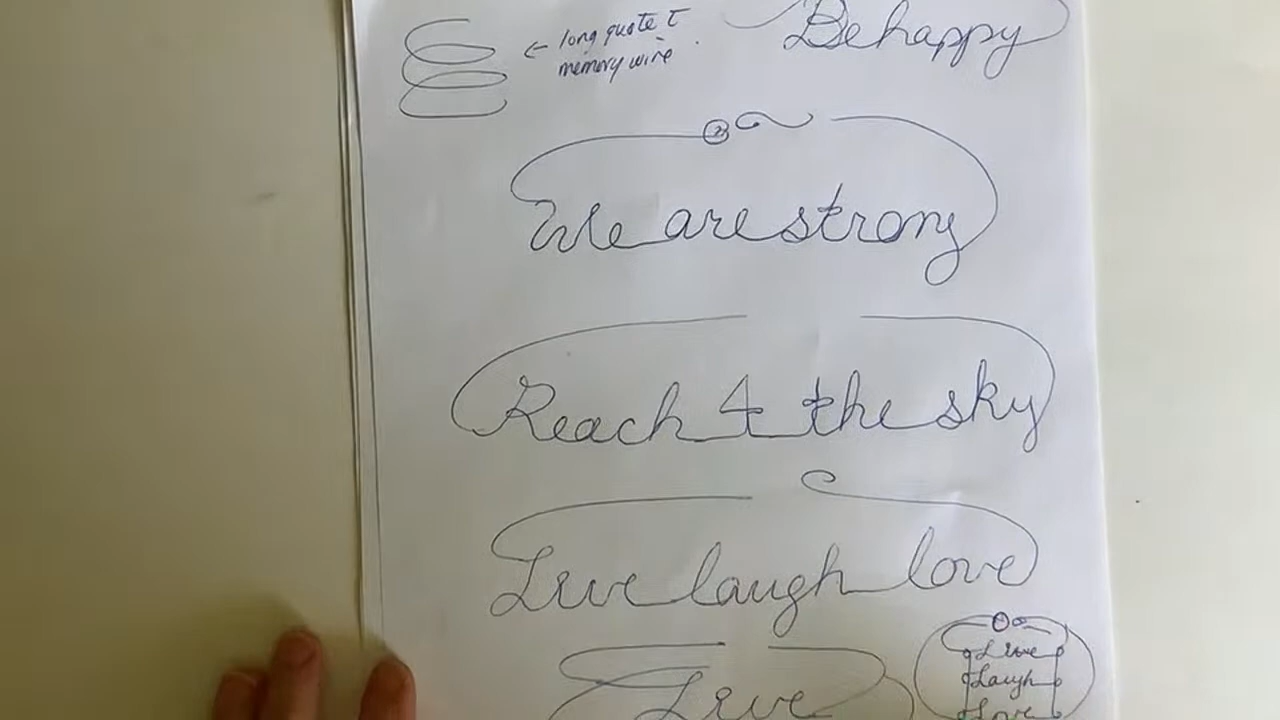 long quote c̄
memory wire
Be happy
We are strong
Reach 4 the sky
Live laugh love
Live
Live
Laugh
Love